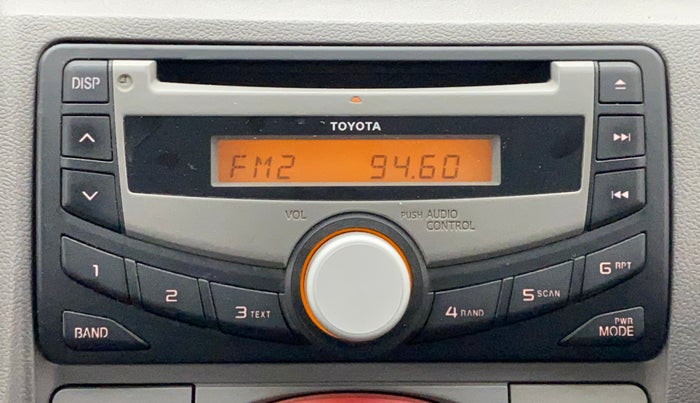 DISP
TOYOTA
FM2 94.60
VOL
PUSH AUDIO
CONTROL
1
2
3 TEXT
4 RAND
5 SCAN
6 RPT
BAND
PWR
MODE